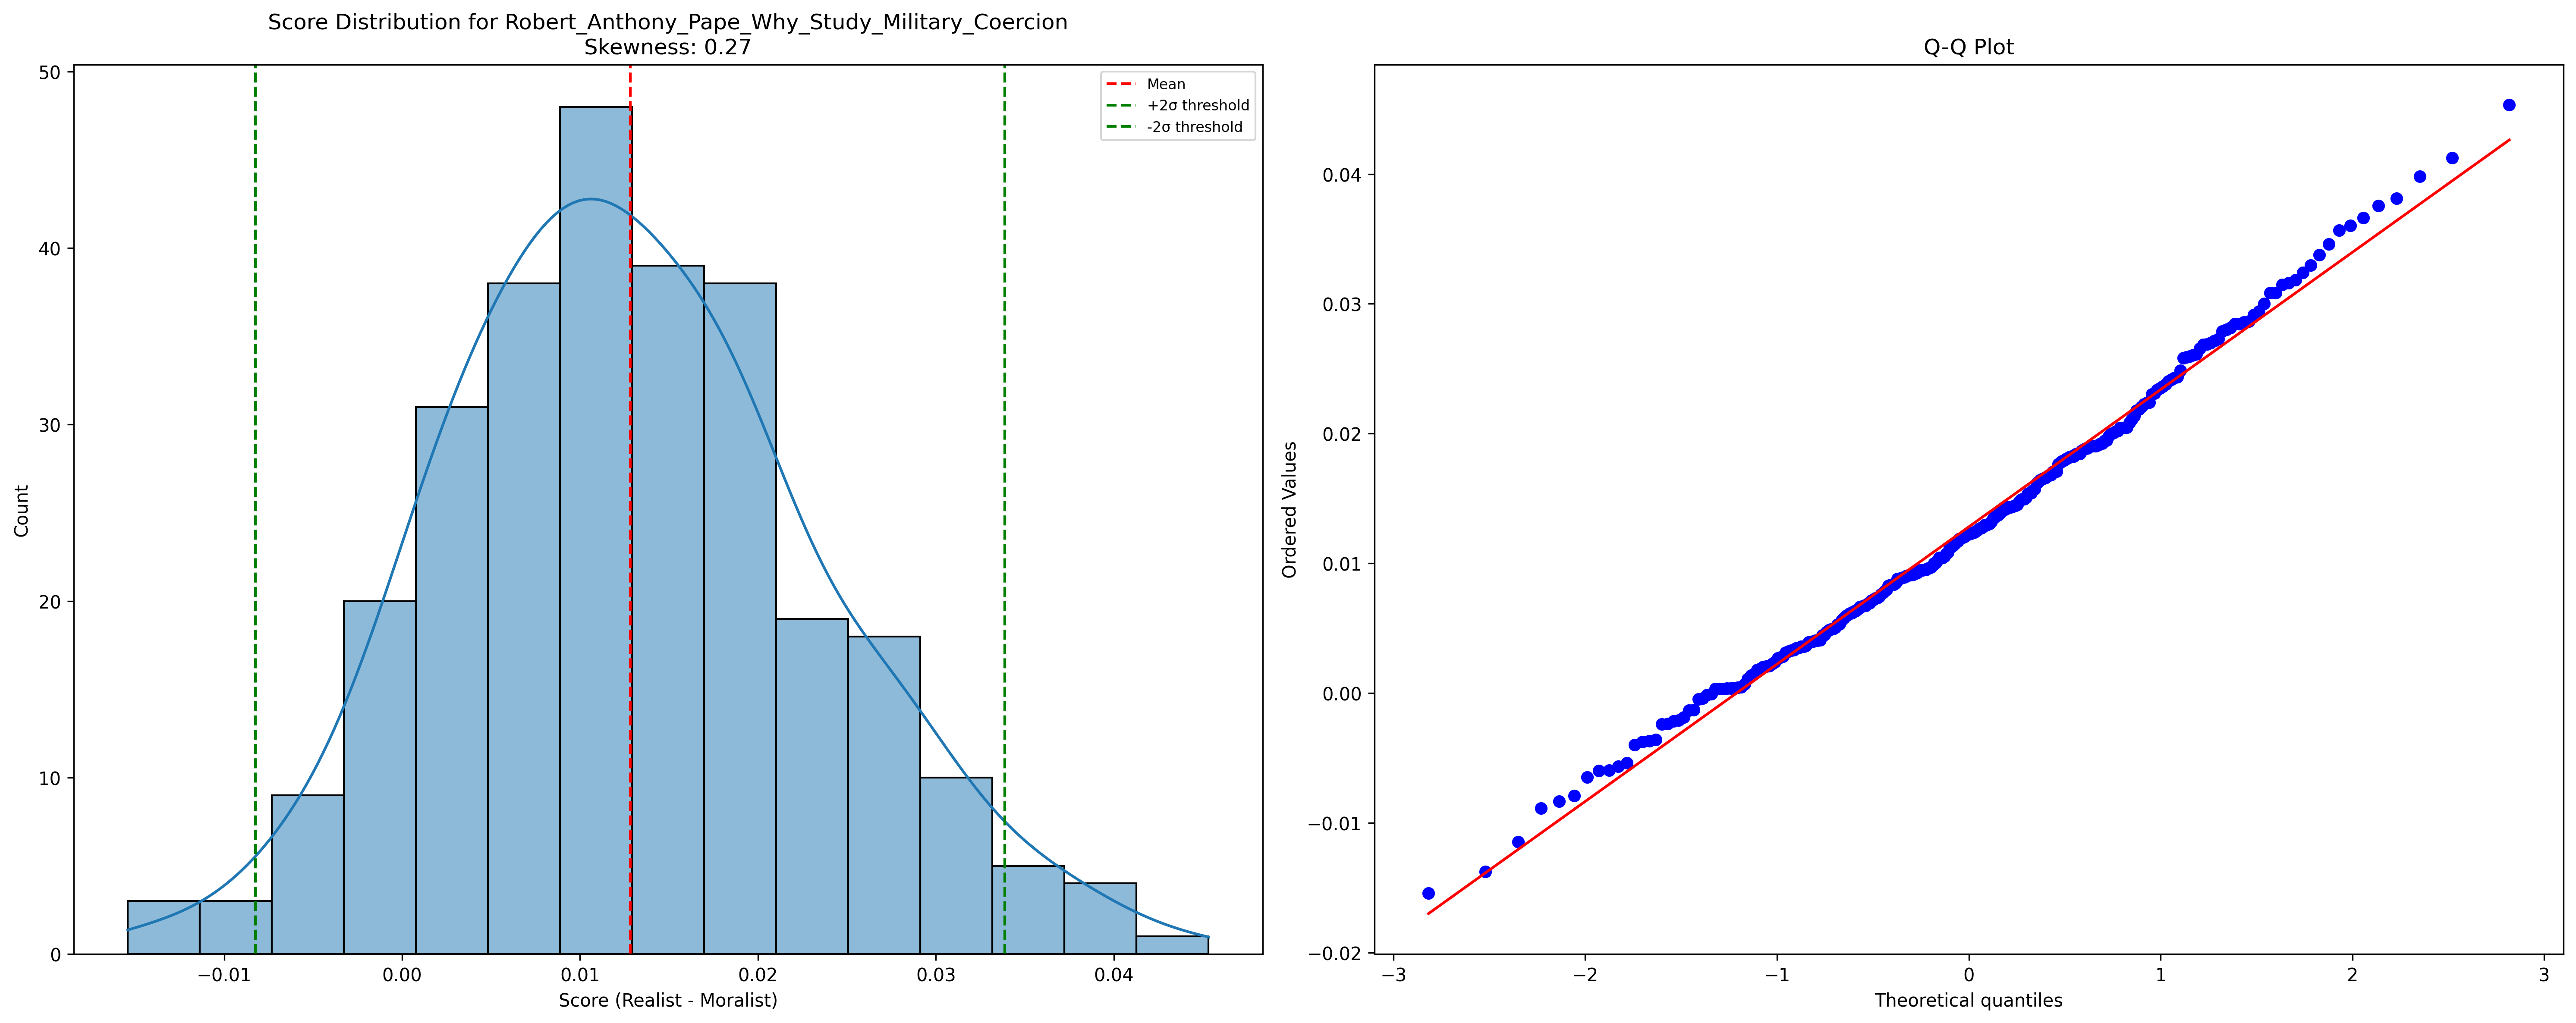 Score Distribution for Robert_Anthony_Pape_Why_Study_Military_Coercion
Skewness: 0.27
Mean
+2σ threshold
-2σ threshold
50
40
30
20
10
0
Count
−0.01
0.00
0.01
0.02
0.03
0.04
Score (Realist - Moralist)
Q-Q Plot
0.04
0.03
0.02
0.01
0.00
−0.01
−0.02
Ordered Values
−3
−2
−1
0
1
2
3
Theoretical quantiles